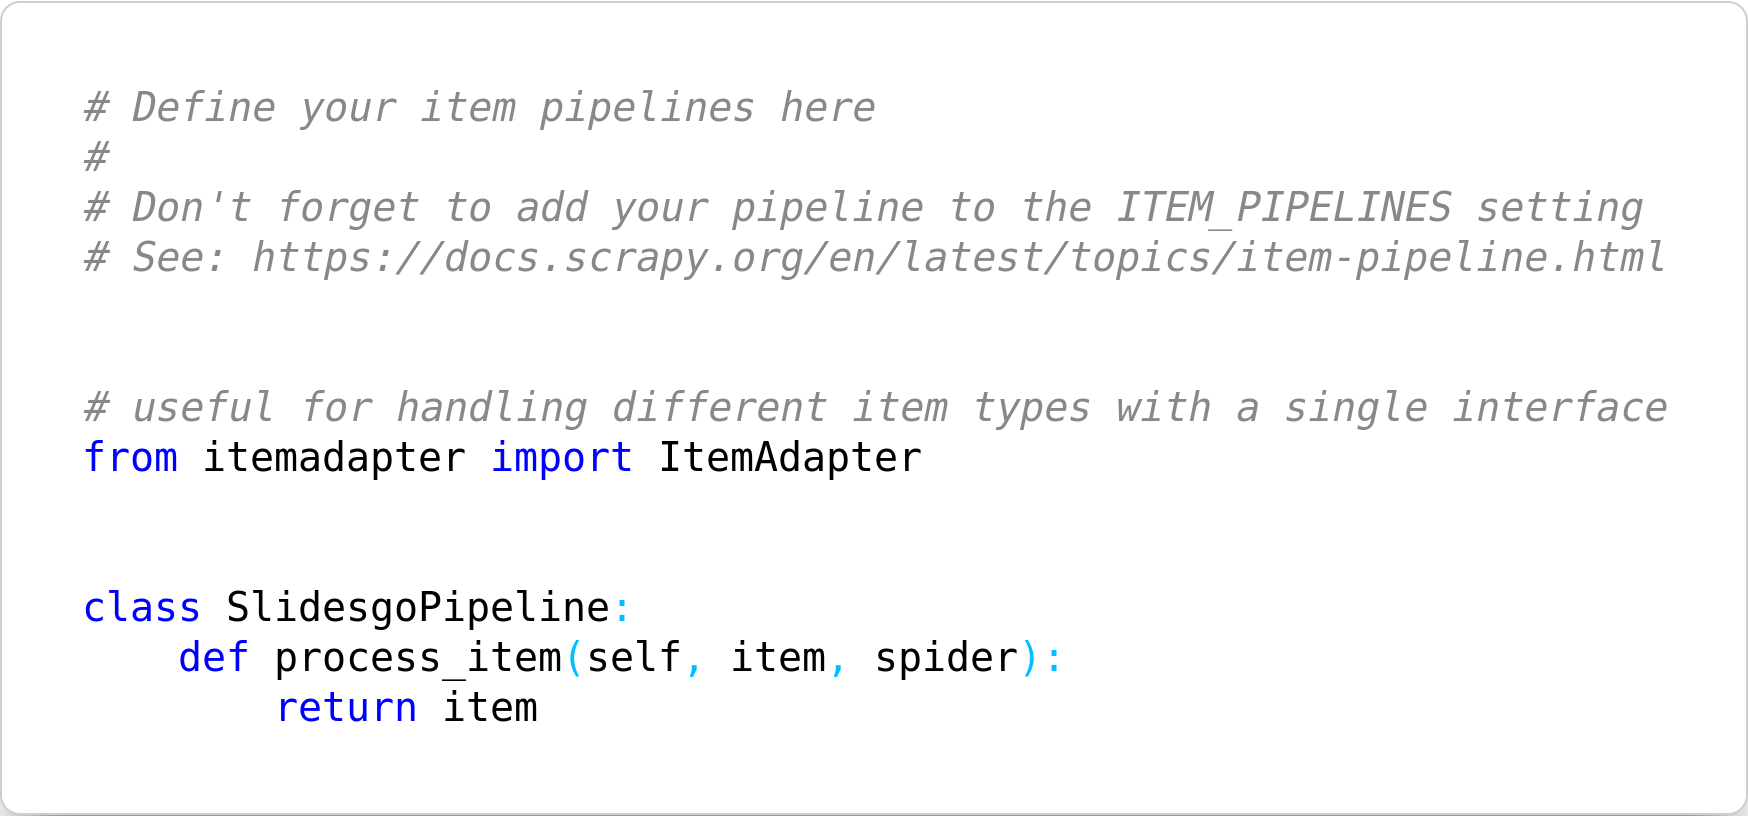 # Define your item pipelines here
#
# Don't forget to add your pipeline to the ITEM_PIPELINES setting
# See: https://docs.scrapy.org/en/latest/topics/item-pipeline.html
# useful for handling different item types with a single interface
from itemadapter import ItemAdapter
class SlidesgoPipeline:
    def process_item(self, item, spider):
        return item